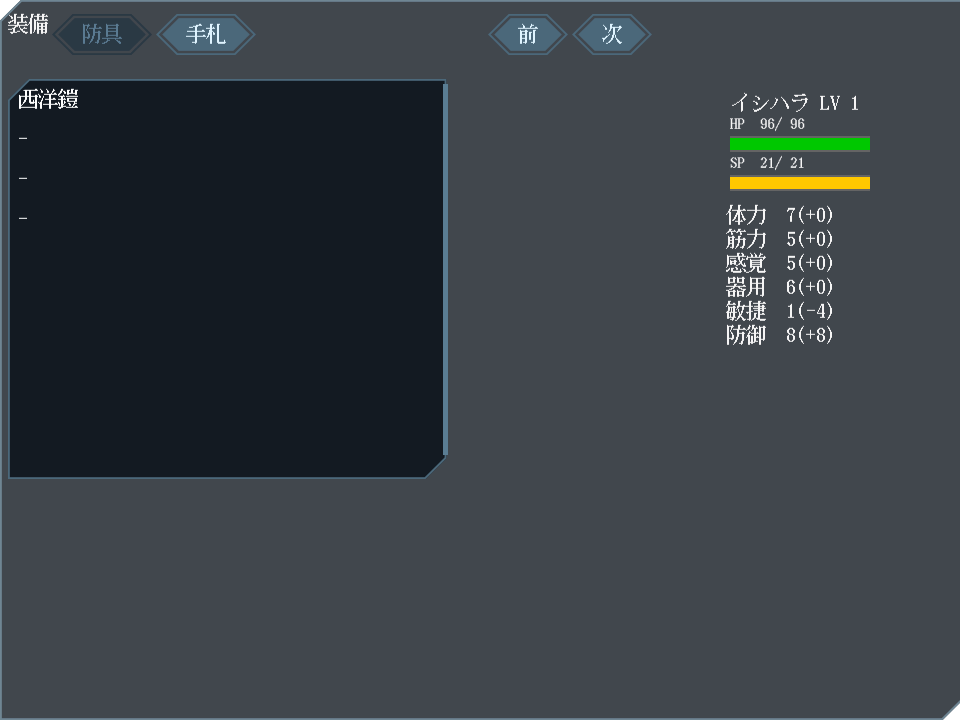 装備 防具 手札 前 次
西洋鎧
-
-
-
イシハラ LV 1
HP 96/ 96
SP 21/ 21
体力 7(+0)
筋力 5(+0)
感覚 5(+0)
器用 6(+0)
敏捷 1(-4)
防御 8(+8)